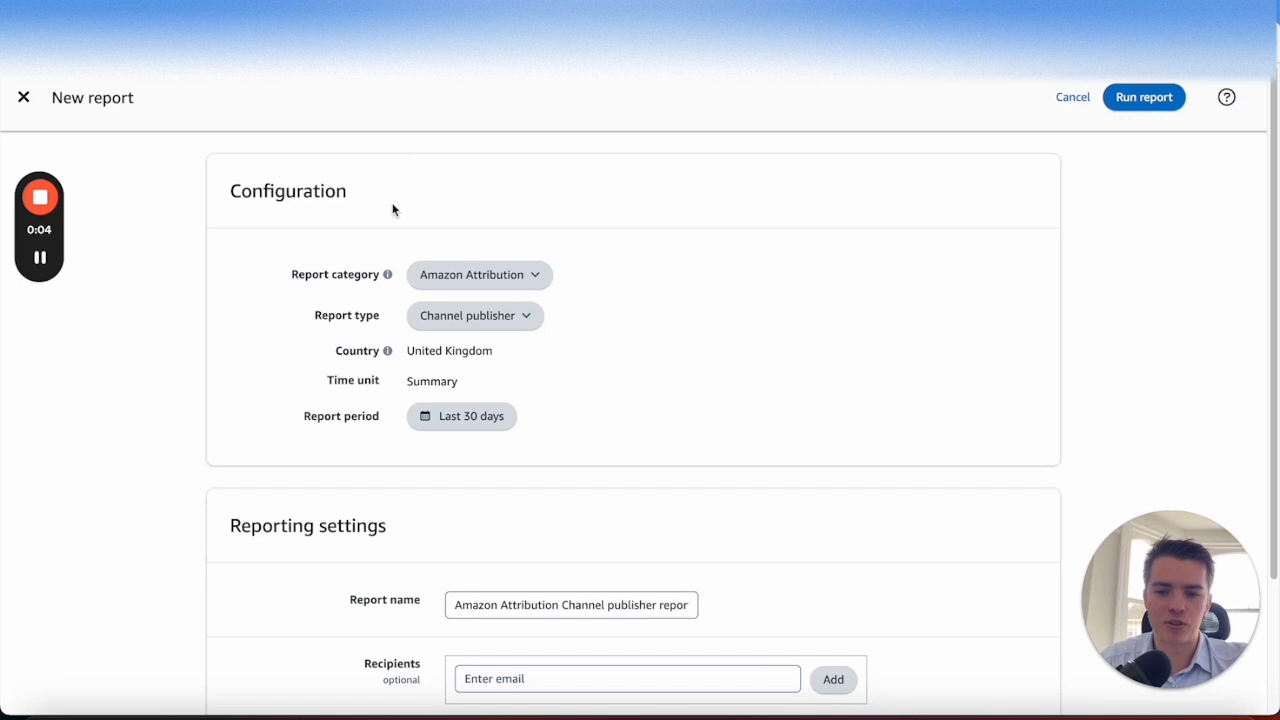 New report
Cancel
Run report
0:04
Configuration
Report category
Amazon Attribution
Report type
Channel publisher
Country
United Kingdom
Time unit
Summary
Report period
Last 30 days
Reporting settings
Report name
Amazon Attribution Channel publisher repor
Recipients
optional
Enter email
Add